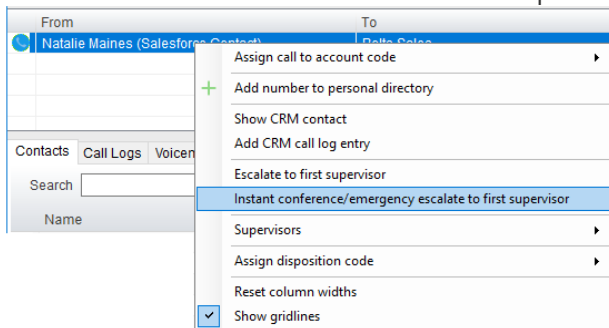 From To
Natalie Maines (Salesforce Contact)
Assign call to account code
Add number to personal directory
Show CRM contact
Add CRM call log entry
Contacts Call Logs
Escalate to first supervisor
Search
Instant conference/emergency escalate to first supervisor
Name
Supervisors
Assign disposition code
Reset column widths
Show gridlines